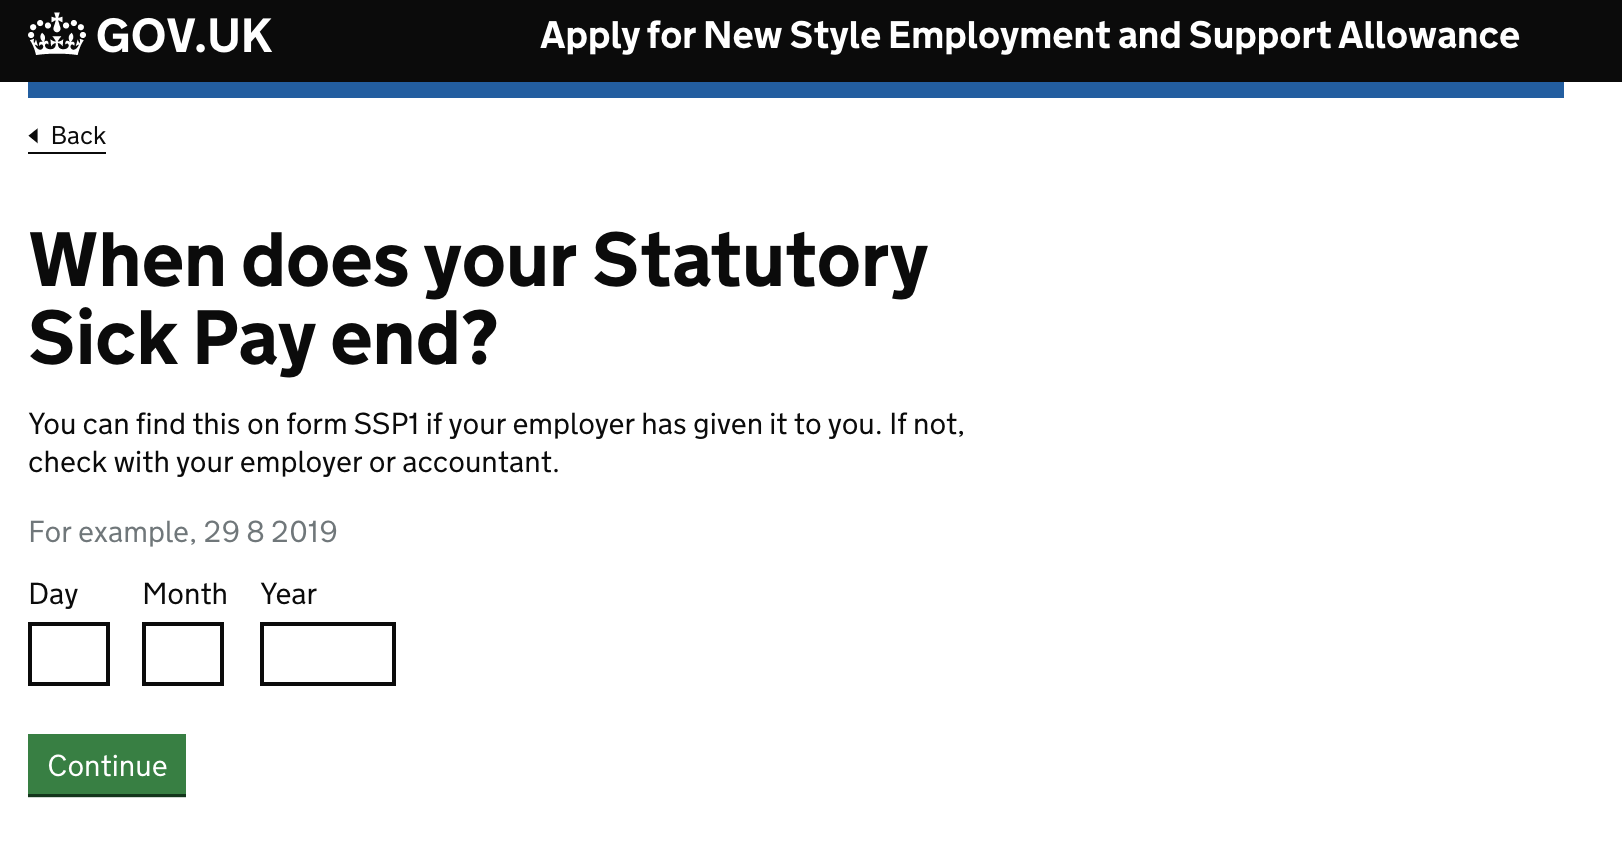 GOV.UK
Apply for New Style Employment and Support Allowance
Back
When does your Statutory
Sick Pay end?
You can find this on form SSP1 if your employer has given it to you. If not,
check with your employer or accountant.
For example, 29 8 2019
Day Month Year
Continue